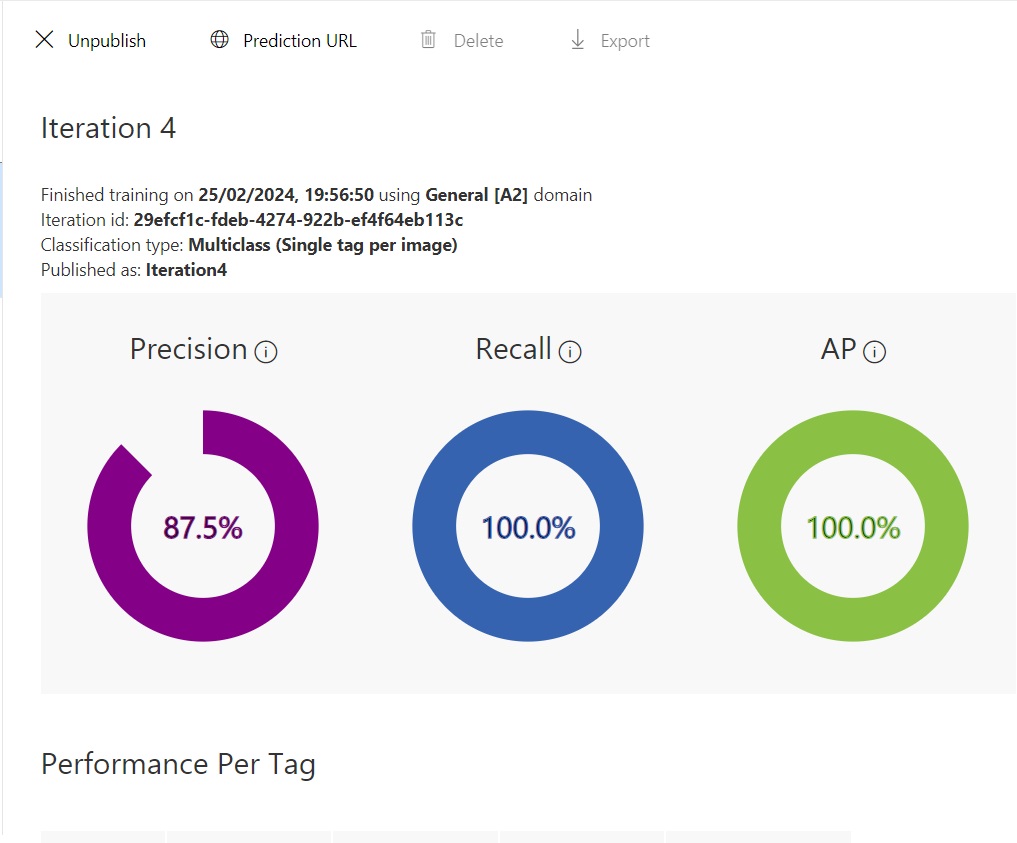 Unpublish Prediction URL Delete Export
Iteration 4
Finished training on 25/02/2024, 19:56:50 using General [A2] domain
Iteration id: 29efcf1c-fdeb-4274-922b-ef4f64eb113c
Classification type: Multiclass (Single tag per image)
Published as: Iteration4
Precision Recall AP
87.5% 100.0% 100.0%
Performance Per Tag